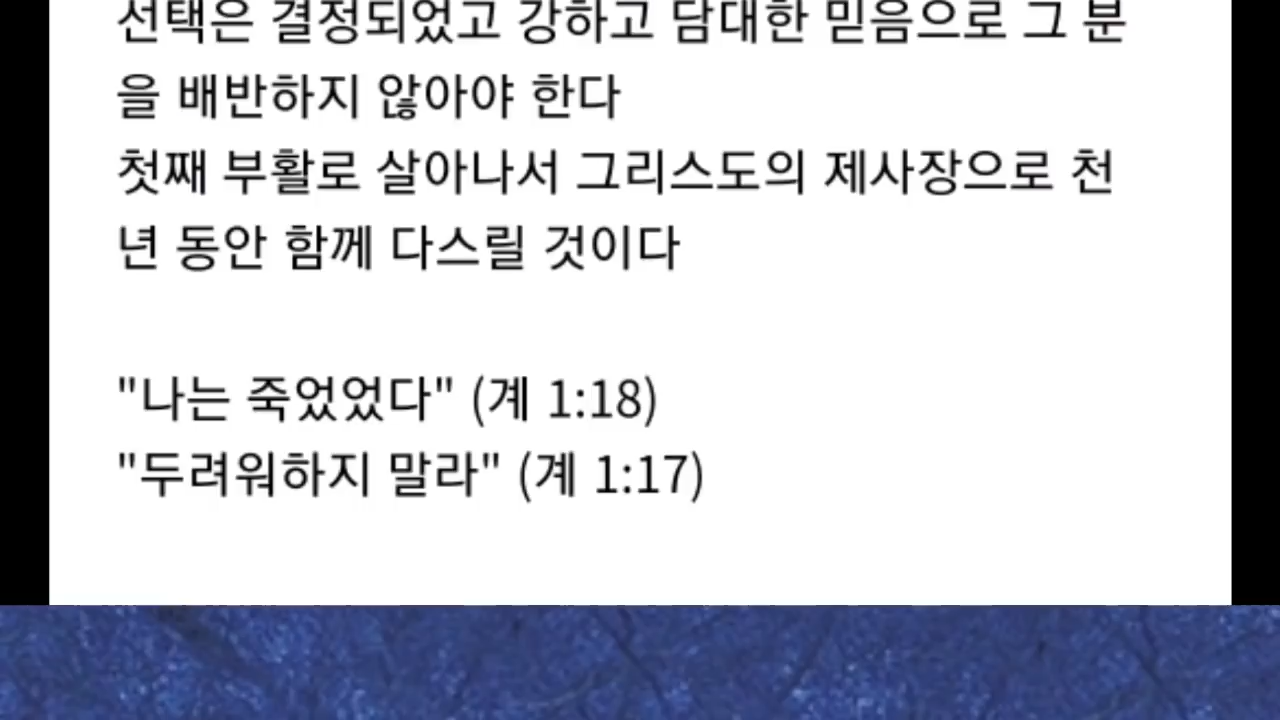 선택은 결정되었고 강하고 담대한 믿음으로 그 분
을 배반하지 않아야 한다
첫째 부활로 살아나서 그리스도의 제사장으로 천
년 동안 함께 다스릴 것이다
"나는 죽었었다" (계 1:18)
"두려워하지 말라" (계 1:17)